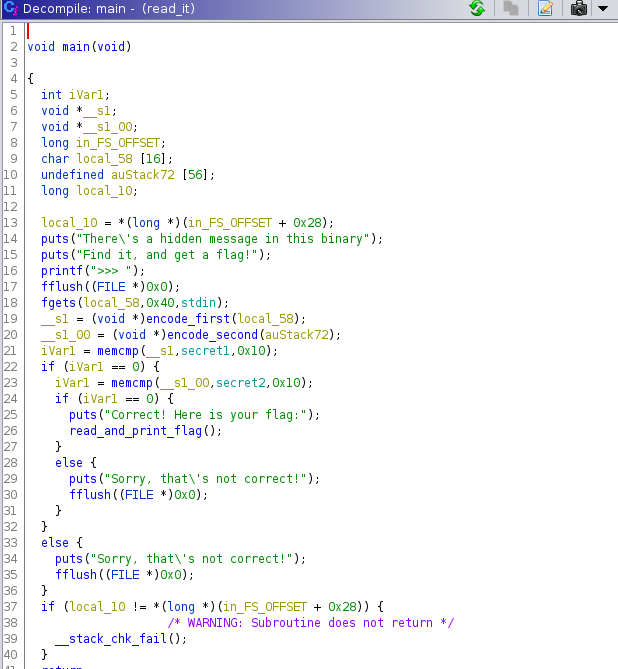 Decompile: main - (read_it)
1
2 void main(void)
3
4 {
5 int iVar1;
6 void *__s1;
7 void *__s1_00;
8 long in_FS_OFFSET;
9 char local_58 [16];
10 undefined auStack72 [56];
11 long local_10;
12
13 local_10 = *(long *)(in_FS_OFFSET + 0x28);
14 puts("There\'s a hidden message in this binary");
15 puts("Find it, and get a flag!");
16 printf(">>> ");
17 fflush((FILE *)0x0);
18 fgets(local_58,0x40,stdin);
19 __s1 = (void *)encode_first(local_58);
20 __s1_00 = (void *)encode_second(auStack72);
21 iVar1 = memcmp(__s1,secret1,0x10);
22 if (iVar1 == 0) {
23 iVar1 = memcmp(__s1_00,secret2,0x10);
24 if (iVar1 == 0) {
25 puts("Correct! Here is your flag:");
26 read_and_print_flag();
27 }
28 else {
29 puts("Sorry, that\'s not correct!");
30 fflush((FILE *)0x0);
31 }
32 }
33 else {
34 puts("Sorry, that\'s not correct!");
35 fflush((FILE *)0x0);
36 }
37 if (local_10 != *(long *)(in_FS_OFFSET + 0x28)) {
38 /* WARNING: Subroutine does not return */
39 __stack_chk_fail();
40 }